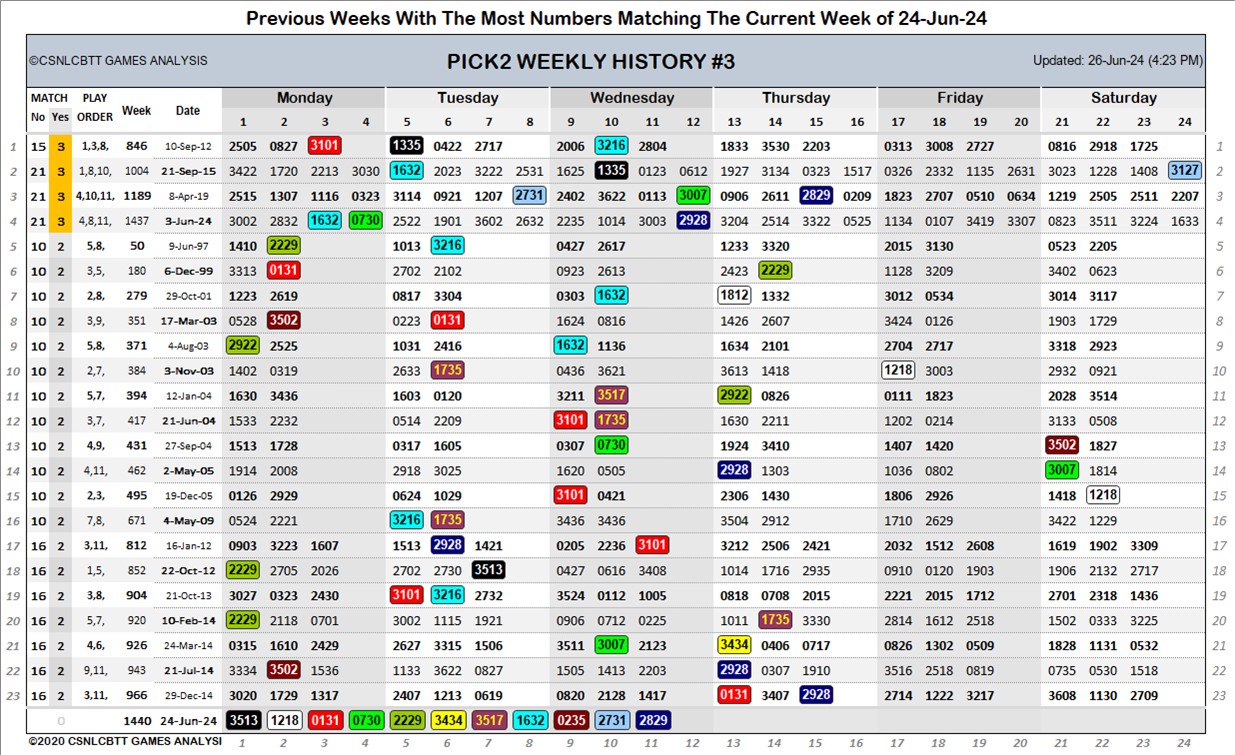 Previous Weeks With The Most Numbers Matching The Current Week of 24-Jun-24
©CSNLCBTT GAMES ANALYSIS PICK2 WEEKLY HISTORY #3 Updated: 26-Jun-24 (4:23 PM)
MATCH PLAY Week Date Monday Tuesday Wednesday Thursday Friday Saturday
No Yes ORDER 1 2 3 4 5 6 7 8 9 10 11 12 13 14 15 16 17 18 19 20 21 22 23 24
1 15 3 1,3,8, 846 10-Sep-12 2505 0827 3101 1335 0422 2717 2006 3216 2804 1833 3530 2203 0313 3008 2727 0816 2918 1725 1
2 21 3 1,8,10, 1004 21-Sep-15 3422 1720 2213 3030 1632 2023 3222 2531 1625 1335 0123 0612 1927 3134 0323 1517 0326 2332 1135 2631 3023 1228 1408 3127 2
3 21 3 4,10,11, 1189 8-Apr-19 2515 1307 1116 0323 3114 0921 1207 2731 2402 3622 0113 3007 0906 2611 2829 0209 1823 2707 0510 0634 1219 2505 2511 2207 3
4 21 3 4,8,11, 1437 3-Jun-24 3002 2832 1632 0730 2522 1901 3602 2632 2235 1014 3003 2928 3204 2514 3322 0525 1134 0107 3419 3307 0823 3511 3224 1633 4
5 10 2 5,8, 50 9-Jun-97 1410 2229 1013 3216 0427 2617 1233 3320 2015 3130 0523 2205 5
6 10 2 3,5, 180 6-Dec-99 3313 0131 2702 2102 0923 2613 2423 2229 1128 3209 3402 0623 6
7 10 2 2,8, 279 29-Oct-01 1223 2619 0817 3304 0303 1632 1812 1332 3012 0534 3014 3117 7
8 10 2 3,9, 351 17-Mar-03 0528 3502 0223 0131 1624 0816 1426 2607 3424 0126 1903 1729 8
9 10 2 5,8, 371 4-Aug-03 2922 2525 1031 2416 1632 1136 1634 2101 2704 2717 3318 2923 9
10 10 2 2,7, 384 3-Nov-03 1402 0319 2633 1735 0436 3621 3613 1418 1218 3003 2932 0921 10
11 10 2 5,7, 394 12-Jan-04 1630 3436 1603 0120 3211 3517 2922 0826 0111 1823 2028 3514 11
12 10 2 3,7, 417 21-Jun-04 1533 2232 0514 2209 3101 1735 1630 2211 1202 0214 3133 0508 12
13 10 2 4,9, 431 27-Sep-04 1513 1728 0317 1605 0307 0730 1924 3410 1407 1420 3502 1827 13
14 10 2 4,11, 462 2-May-05 1914 2008 2918 3025 1620 0505 2928 1303 1036 0802 3007 1814 14
15 10 2 2,3, 495 19-Dec-05 0126 2929 0624 1029 3101 0421 2306 1430 1806 2926 1418 1218 15
16 10 2 7,8, 671 4-May-09 0524 2221 3216 1735 3436 3436 3504 2912 1710 2629 3422 1229 16
17 16 2 3,11, 812 16-Jan-12 0903 3223 1607 1513 2928 1421 0205 2236 3101 3212 2506 2421 2032 1512 2608 1619 1902 3309 17
18 16 2 1,5, 852 22-Oct-12 2229 2705 2026 2702 2730 3513 0427 0616 3408 1014 1716 2935 0910 0120 1903 1906 2132 2717 18
19 16 2 3,8, 904 21-Oct-13 3027 0323 2430 3101 3216 2732 3524 0112 1005 0818 0708 2015 2221 2015 1712 2701 2318 1436 19
20 16 2 5,7, 920 10-Feb-14 2229 2118 0701 3002 1115 1921 0906 0712 0225 1011 1735 3330 2814 1612 2518 1502 0333 3225 20
21 16 2 4,6, 926 24-Mar-14 0315 1610 2429 2627 3315 1506 3511 3007 2123 3434 0406 0717 0826 1302 0509 1828 1131 0532 21
22 16 2 9,11, 943 21-Jul-14 3334 3502 1536 1133 3622 0827 1505 1413 2203 2928 0307 1910 3516 2518 0819 0735 0530 1518 22
23 16 2 3,11, 966 29-Dec-14 3020 1729 1317 2407 1213 0619 0820 2128 1417 0131 3407 2928 2714 1222 3217 3608 1130 2709 23
0 1440 24-Jun-24 3513 1218 0131 0730 2229 3434 3517 1632 0235 2731 2829
©2020 CSNLCBTT GAMES ANALYSI 1 2 3 4 5 6 7 8 9 10 11 12 13 14 15 16 17 18 19 20 21 22 23 24